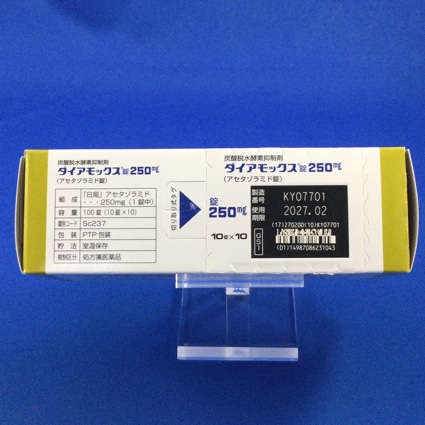 炭酸脱水酵素抑制剤
ダイアモックス錠250mg
(アセタゾラミド錠)
組成 「日局」アセタゾラミド
・・・250mg(1錠中)
容量 100錠(10錠×10)
識別コード Sc237
包装 PTP包装
貯法 室温保存
規制区分 処方箋医薬品
切り取り式タグ
炭酸脱水酵素抑制剤
ダイアモックス錠250mg
(アセタゾラミド錠)
錠
250mg
10錠×10
製造番号 KY07701
使用期限 2027.02
(17)270200(10)KY07701
GS1
(01)14987086231043